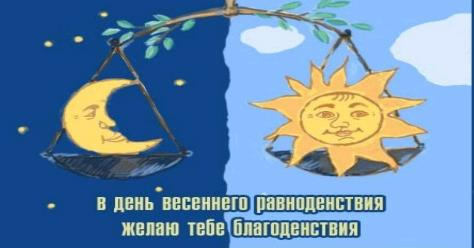 в день весеннего равноденствия
желаю тебе благоденствия